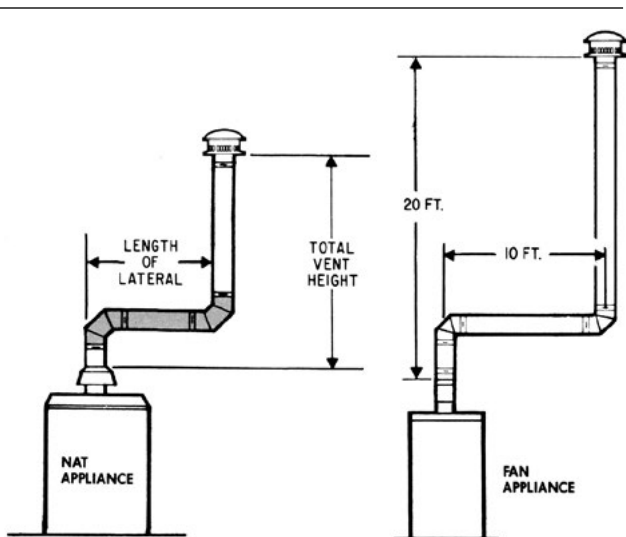 LENGTH
OF
LATERAL
TOTAL
VENT
HEIGHT
NAT
APPLIANCE
20 FT.
10 FT.
FAN
APPLIANCE